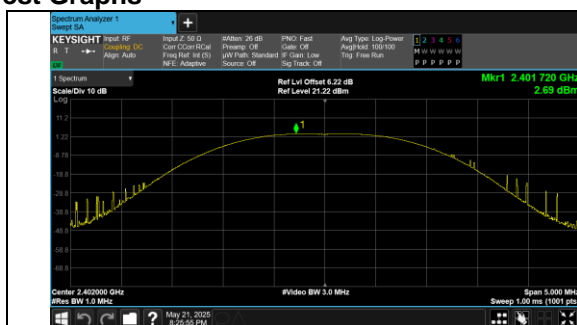 ost Graphs
Spectrum Analyzer 1
Swept SA
KEYSIGHT Input: RF Input Z: 50 Ω #Atten: 26 dB PNO: Fast Avg Type: Log-Power 1 2 3 4 5 6
R T Coupling: DC Corr CCorr RCal Preamp: Off Gate: Off Avg|Hold: 100/100 M W W W W W
Align: Auto Freq Ref: Int (S) µW Path: Standard IF Gain: Low Trig: Free Run
NFE: Adaptive Source: Off Sig Track: Off P P P P P P
1 Spectrum
Ref Lvl Offset 6.22 dB Mkr1 2.401 720 GHz
Scale/Div 10 dB Ref Level 21.22 dBm 2.69 dBm
Log
11.2
1
1.22
-8.78
-18.8
-28.8
-38.8
-48.8
-58.8
-68.8
Center 2.402000 GHz #Video BW 3.0 MHz Span 5.000 MHz
#Res BW 1.0 MHz Sweep 1.00 ms (1001 pts)
? May 21, 2025
8:25:55 PM